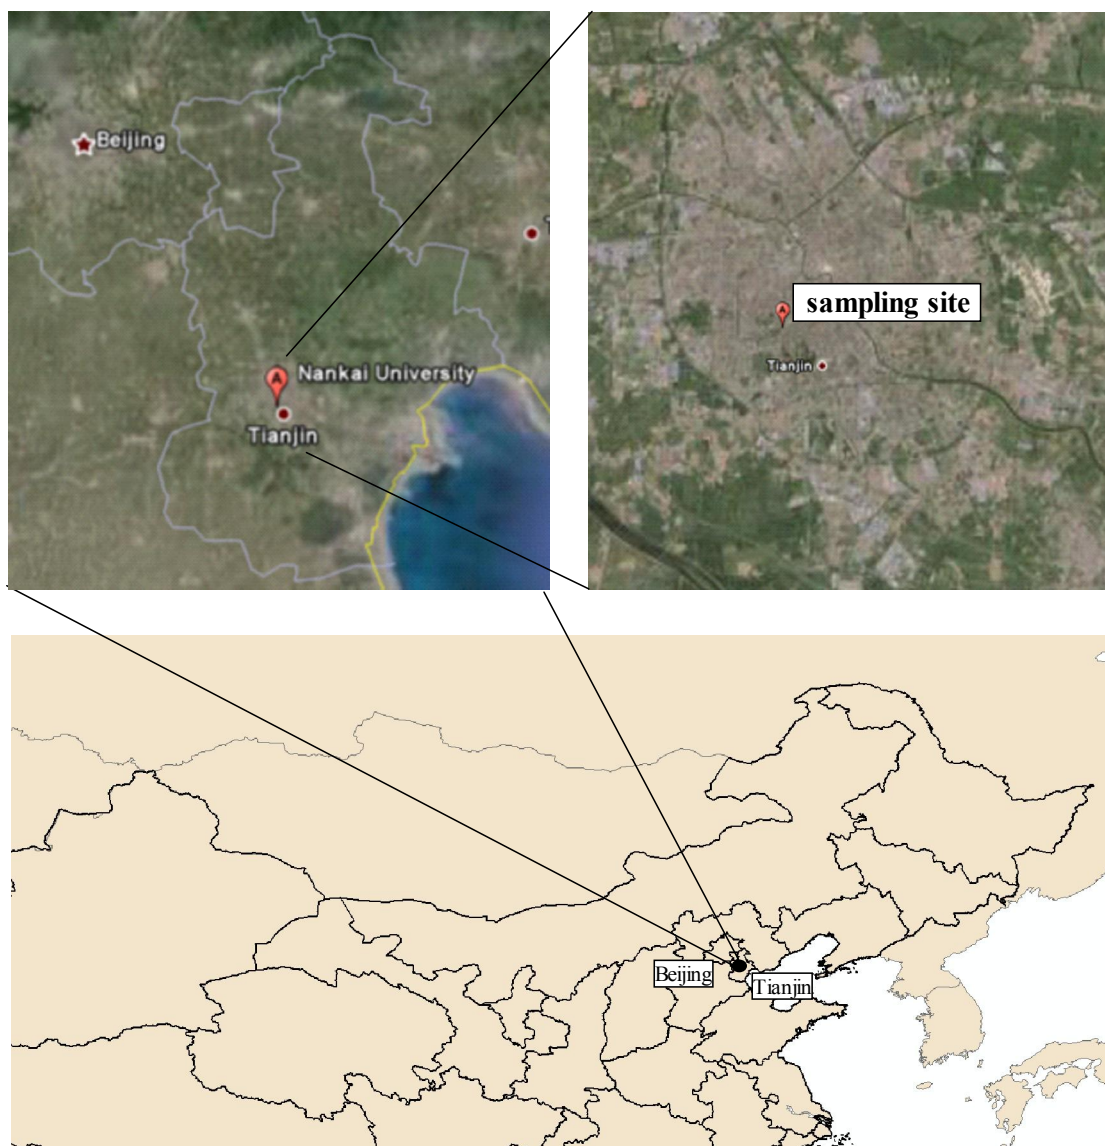 Beijing
A
Nankai University
Tianjin
A
sampling site
Tianjin
Beijing
Tianjin